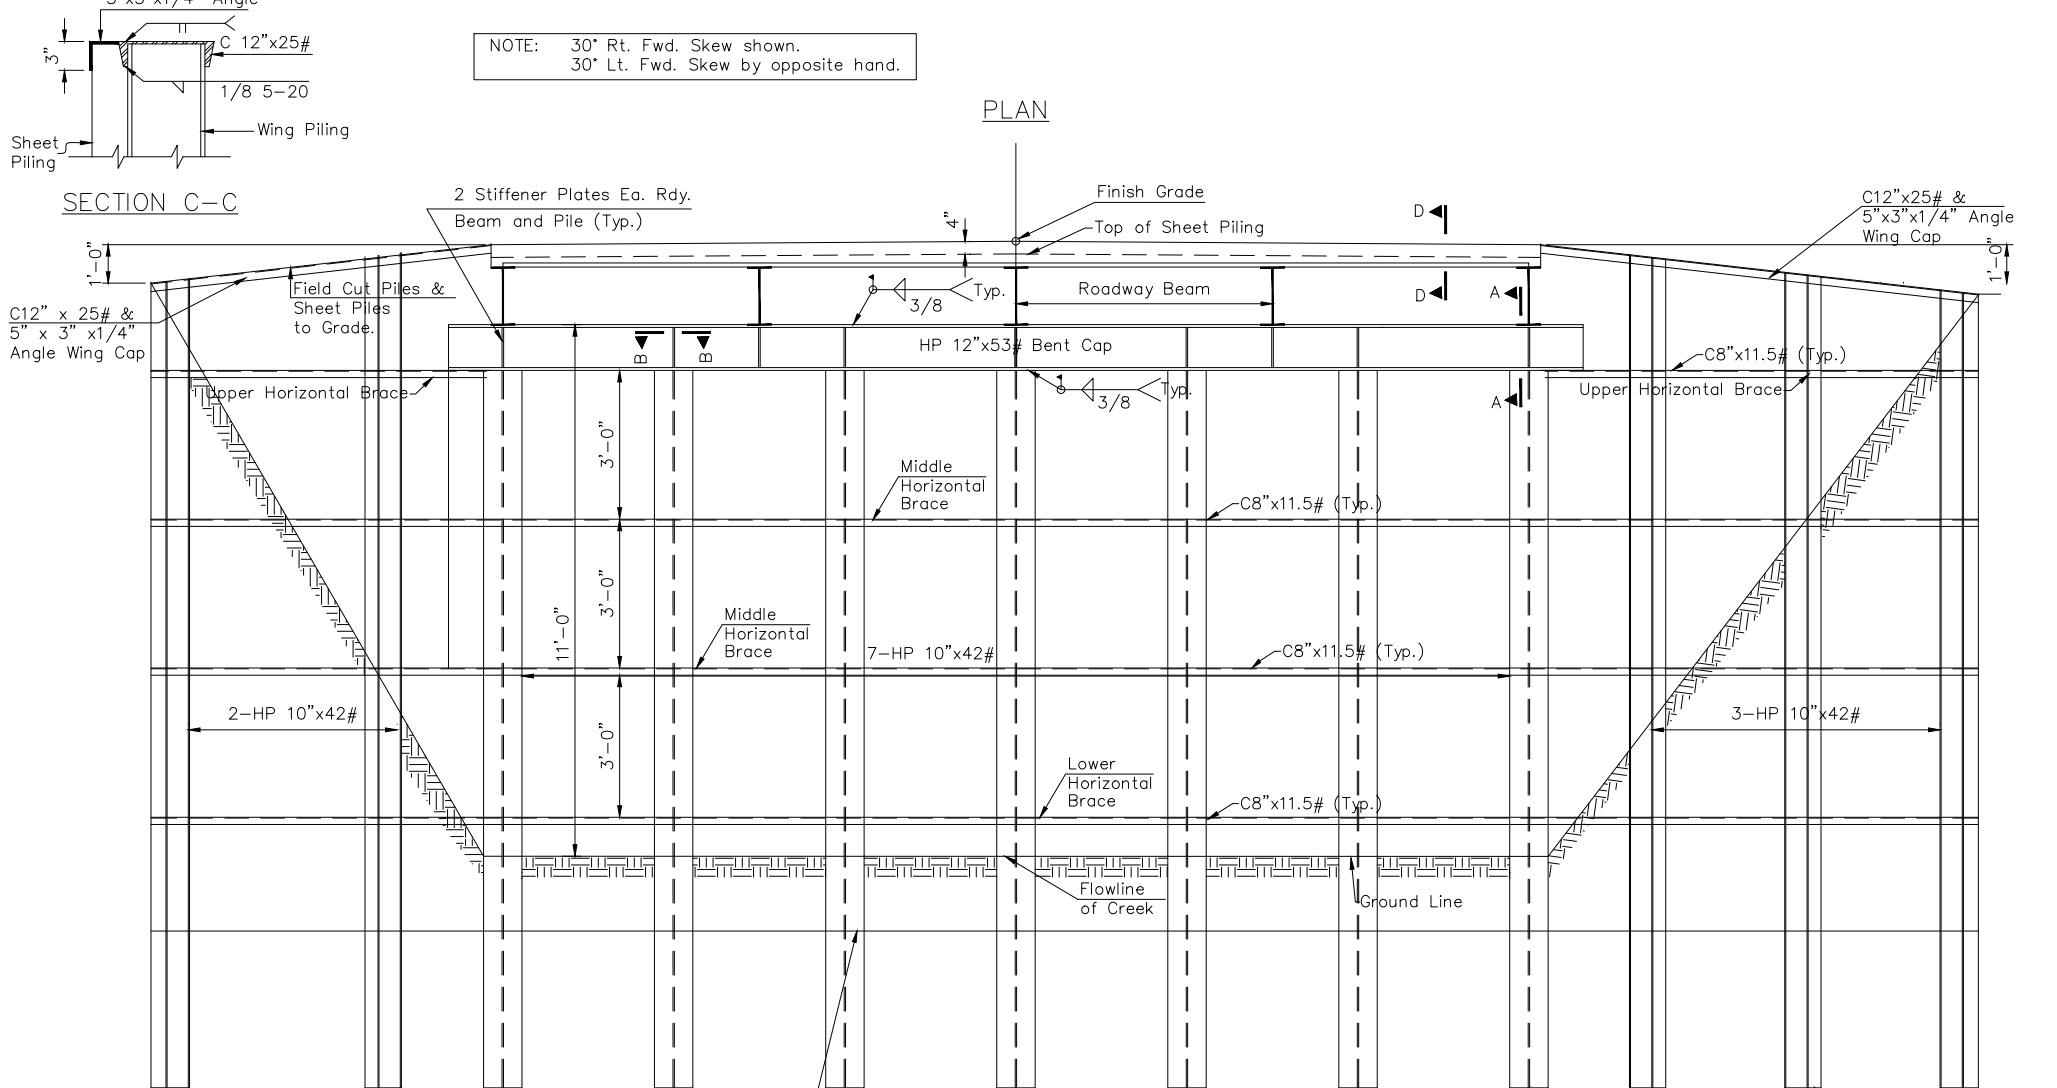 5"x3"x1/4" Angle
C 12"x25#
3"
1/8 5-20
Wing Piling
Sheet
Piling
SECTION C-C
NOTE: 30° Rt. Fwd. Skew shown.
30° Lt. Fwd. Skew by opposite hand.
PLAN
2 Stiffener Plates Ea. Rdy.
Beam and Pile (Typ.)
4"
Finish Grade
Top of Sheet Piling
D
D
C12"x25# &
5"x3"x1/4" Angle
Wing Cap
1'-0"
1'-0"
Field Cut Piles &
Sheet Piles
to Grade.
C12" x 25# &
5" x 3" x1/4"
Angle Wing Cap
3/8
Typ.
Roadway Beam
A
B
B
HP 12"x53# Bent Cap
C8"x11.5# (Typ.)
Upper Horizontal Brace
3/8
Typ.
A
Upper Horizontal Brace
3'-0"
Middle
Horizontal
Brace
C8"x11.5# (Typ.)
3'-0"
11'-0"
Middle
Horizontal
Brace
7-HP 10"x42#
C8"x11.5# (Typ.)
2-HP 10"x42#
3'-0"
3-HP 10"x42#
Lower
Horizontal
Brace
C8"x11.5# (Typ.)
Flowline
of Creek
Ground Line